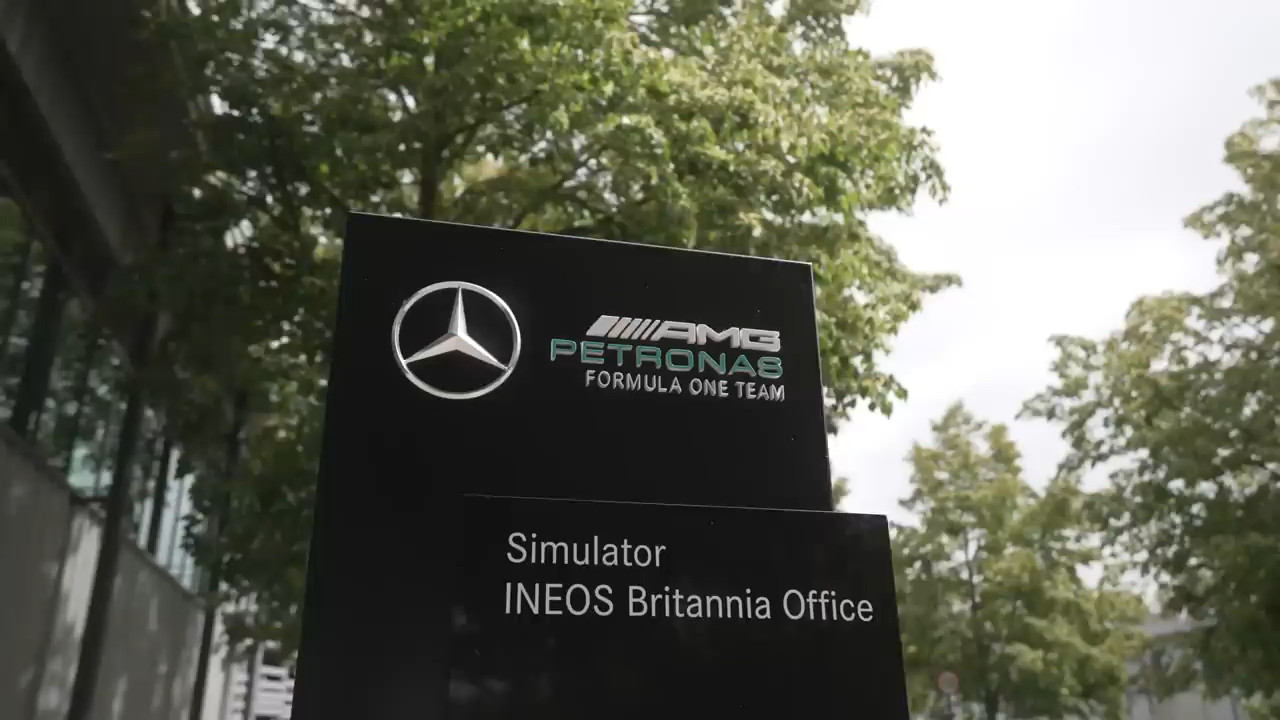 AMG
PETRONAS
FORMULA ONE TEAM
Simulator
INEOS Britannia Office